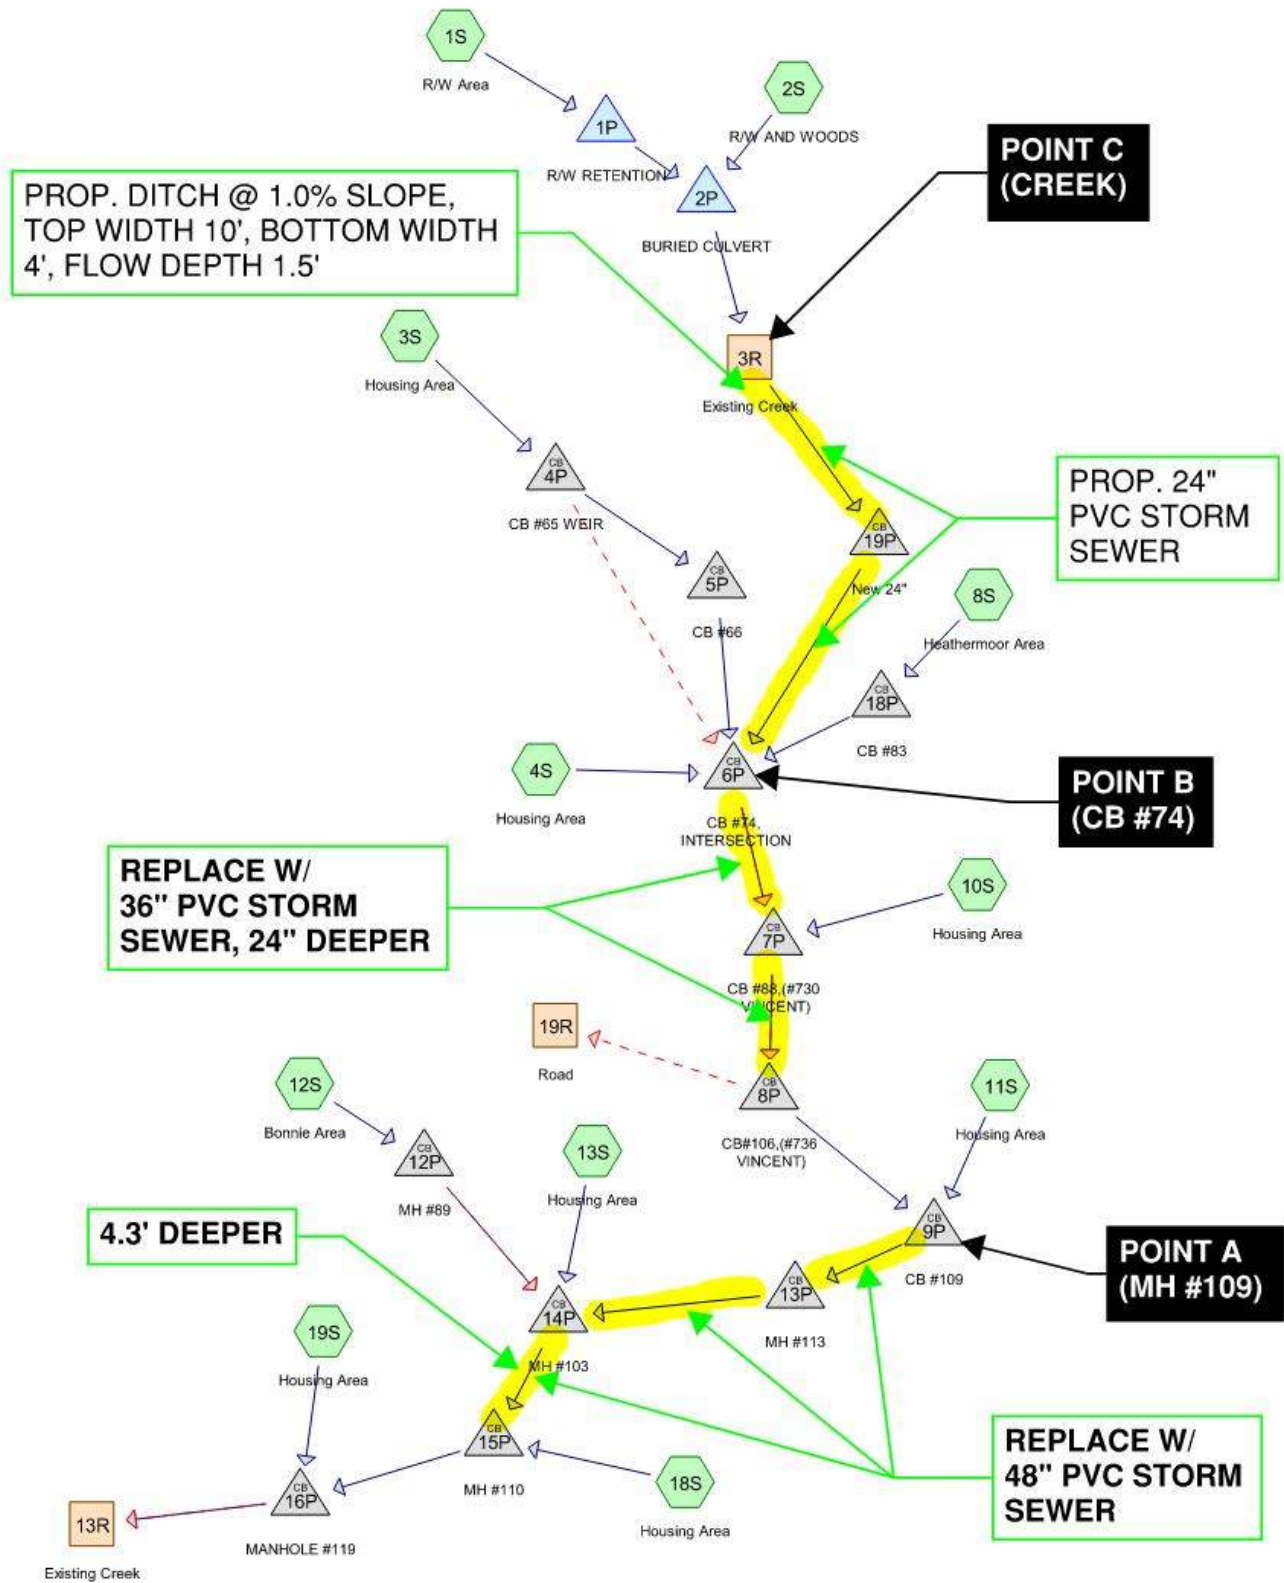 1S
R/W Area
2S
R/W AND WOODS
1P
R/W RETENTION
2P
BURIED CULVERT
POINT C
(CREEK)
PROP. DITCH @ 1.0% SLOPE,
TOP WIDTH 10', BOTTOM WIDTH
4', FLOW DEPTH 1.5'
3S
Housing Area
3R
Existing Creek
CB
4P
CB #65 WEIR
PROP. 24"
PVC STORM
SEWER
CB
19P
New 24"
CB
5P
CB #66
8S
Heathermoor Area
CB
18P
CB #83
4S
Housing Area
CB
6P
CB #74,
INTERSECTION
POINT B
(CB #74)
REPLACE W/
36" PVC STORM
SEWER, 24" DEEPER
10S
Housing Area
CB
7P
CB #88,(#730
VINCENT)
19R
Road
CB
8P
CB#106,(#736
VINCENT)
11S
Housing Area
12S
Bonnie Area
CB
12P
MH #89
13S
Housing Area
4.3' DEEPER
CB
9P
CB #109
POINT A
(MH #109)
CB
13P
MH #113
CB
14P
MH #103
19S
Housing Area
CB
15P
MH #110
18S
Housing Area
REPLACE W/
48" PVC STORM
SEWER
CB
16P
MANHOLE #119
13R
Existing Creek